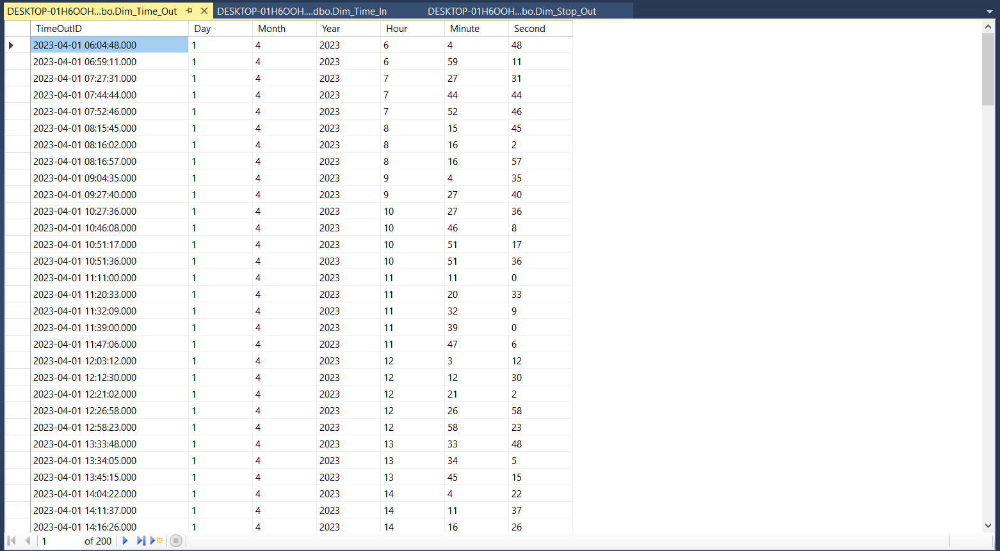 DESKTOP-01H6OOH...bo.Dim_Time_Out DESKTOP-01H6OOH....dbo.Dim_Time_In DESKTOP-01H6OOH...bo.Dim_Stop_Out
TimeOutID Day Month Year Hour Minute Second
2023-04-01 06:04:48.000 1 4 2023 6 4 48
2023-04-01 06:59:11.000 1 4 2023 6 59 11
2023-04-01 07:27:31.000 1 4 2023 7 27 31
2023-04-01 07:44:44.000 1 4 2023 7 44 44
2023-04-01 07:52:46.000 1 4 2023 7 52 46
2023-04-01 08:15:45.000 1 4 2023 8 15 45
2023-04-01 08:16:02.000 1 4 2023 8 16 2
2023-04-01 08:16:57.000 1 4 2023 8 16 57
2023-04-01 09:04:35.000 1 4 2023 9 4 35
2023-04-01 09:27:40.000 1 4 2023 9 27 40
2023-04-01 10:27:36.000 1 4 2023 10 27 36
2023-04-01 10:46:08.000 1 4 2023 10 46 8
2023-04-01 10:51:17.000 1 4 2023 10 51 17
2023-04-01 10:51:36.000 1 4 2023 10 51 36
2023-04-01 11:11:00.000 1 4 2023 11 11 0
2023-04-01 11:20:33.000 1 4 2023 11 20 33
2023-04-01 11:32:09.000 1 4 2023 11 32 9
2023-04-01 11:39:00.000 1 4 2023 11 39 0
2023-04-01 11:47:06.000 1 4 2023 11 47 6
2023-04-01 12:03:12.000 1 4 2023 12 3 12
2023-04-01 12:12:30.000 1 4 2023 12 12 30
2023-04-01 12:21:02.000 1 4 2023 12 21 2
2023-04-01 12:26:58.000 1 4 2023 12 26 58
2023-04-01 12:58:23.000 1 4 2023 12 58 23
2023-04-01 13:33:48.000 1 4 2023 13 33 48
2023-04-01 13:34:05.000 1 4 2023 13 34 5
2023-04-01 13:45:15.000 1 4 2023 13 45 15
2023-04-01 14:04:22.000 1 4 2023 14 4 22
2023-04-01 14:11:37.000 1 4 2023 14 11 37
2023-04-01 14:16:26.000 1 4 2023 14 16 26
1 of 200